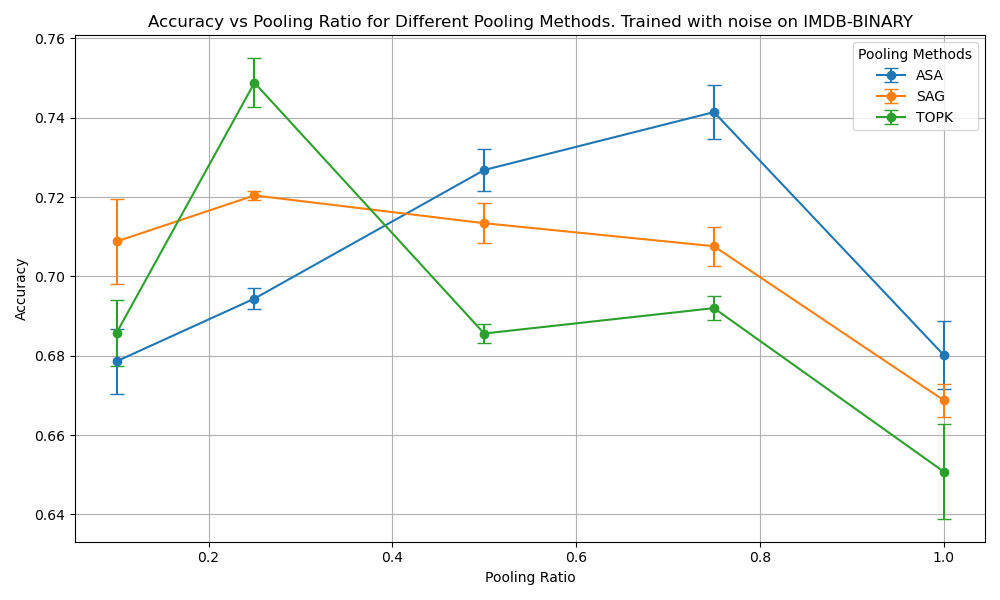 Accuracy vs Pooling Ratio for Different Pooling Methods. Trained with noise on IMDB-BINARY
Pooling Methods
ASA
SAG
TOPK
Accuracy
0.76
0.74
0.72
0.70
0.68
0.66
0.64
0.2 0.4 0.6 0.8 1.0
Pooling Ratio